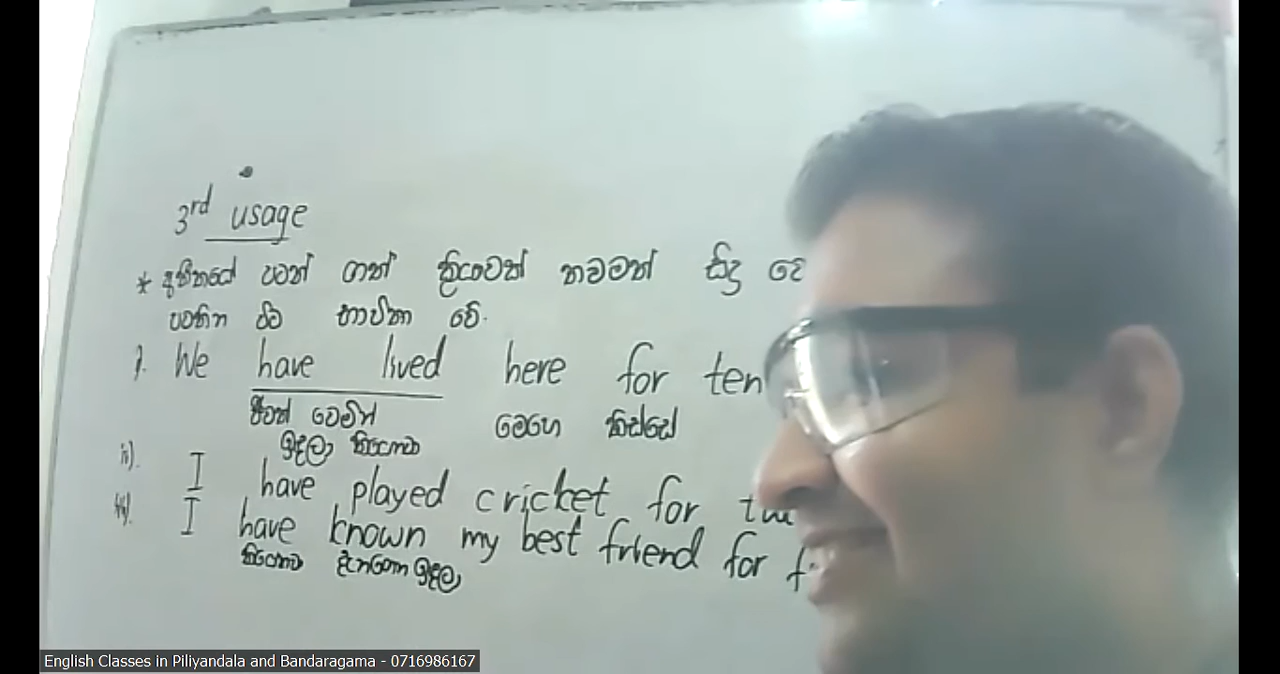 3rd usage
* අතීතයේ පටන් ගත් ක්‍රියාවක් තවමත් සිදු
පවතින විට භාවිතා වේ.
i. We have lived here for ten
ජීවත් වෙමින් මෙහෙ තිස්සේ
ඉඳලා තියෙනවා
ii). I have played cricket for
iii). I have known my best friend for
තියෙනවා දැනගෙන ඉඳලා
English Classes in Piliyandala and Bandaragama - 0716986167